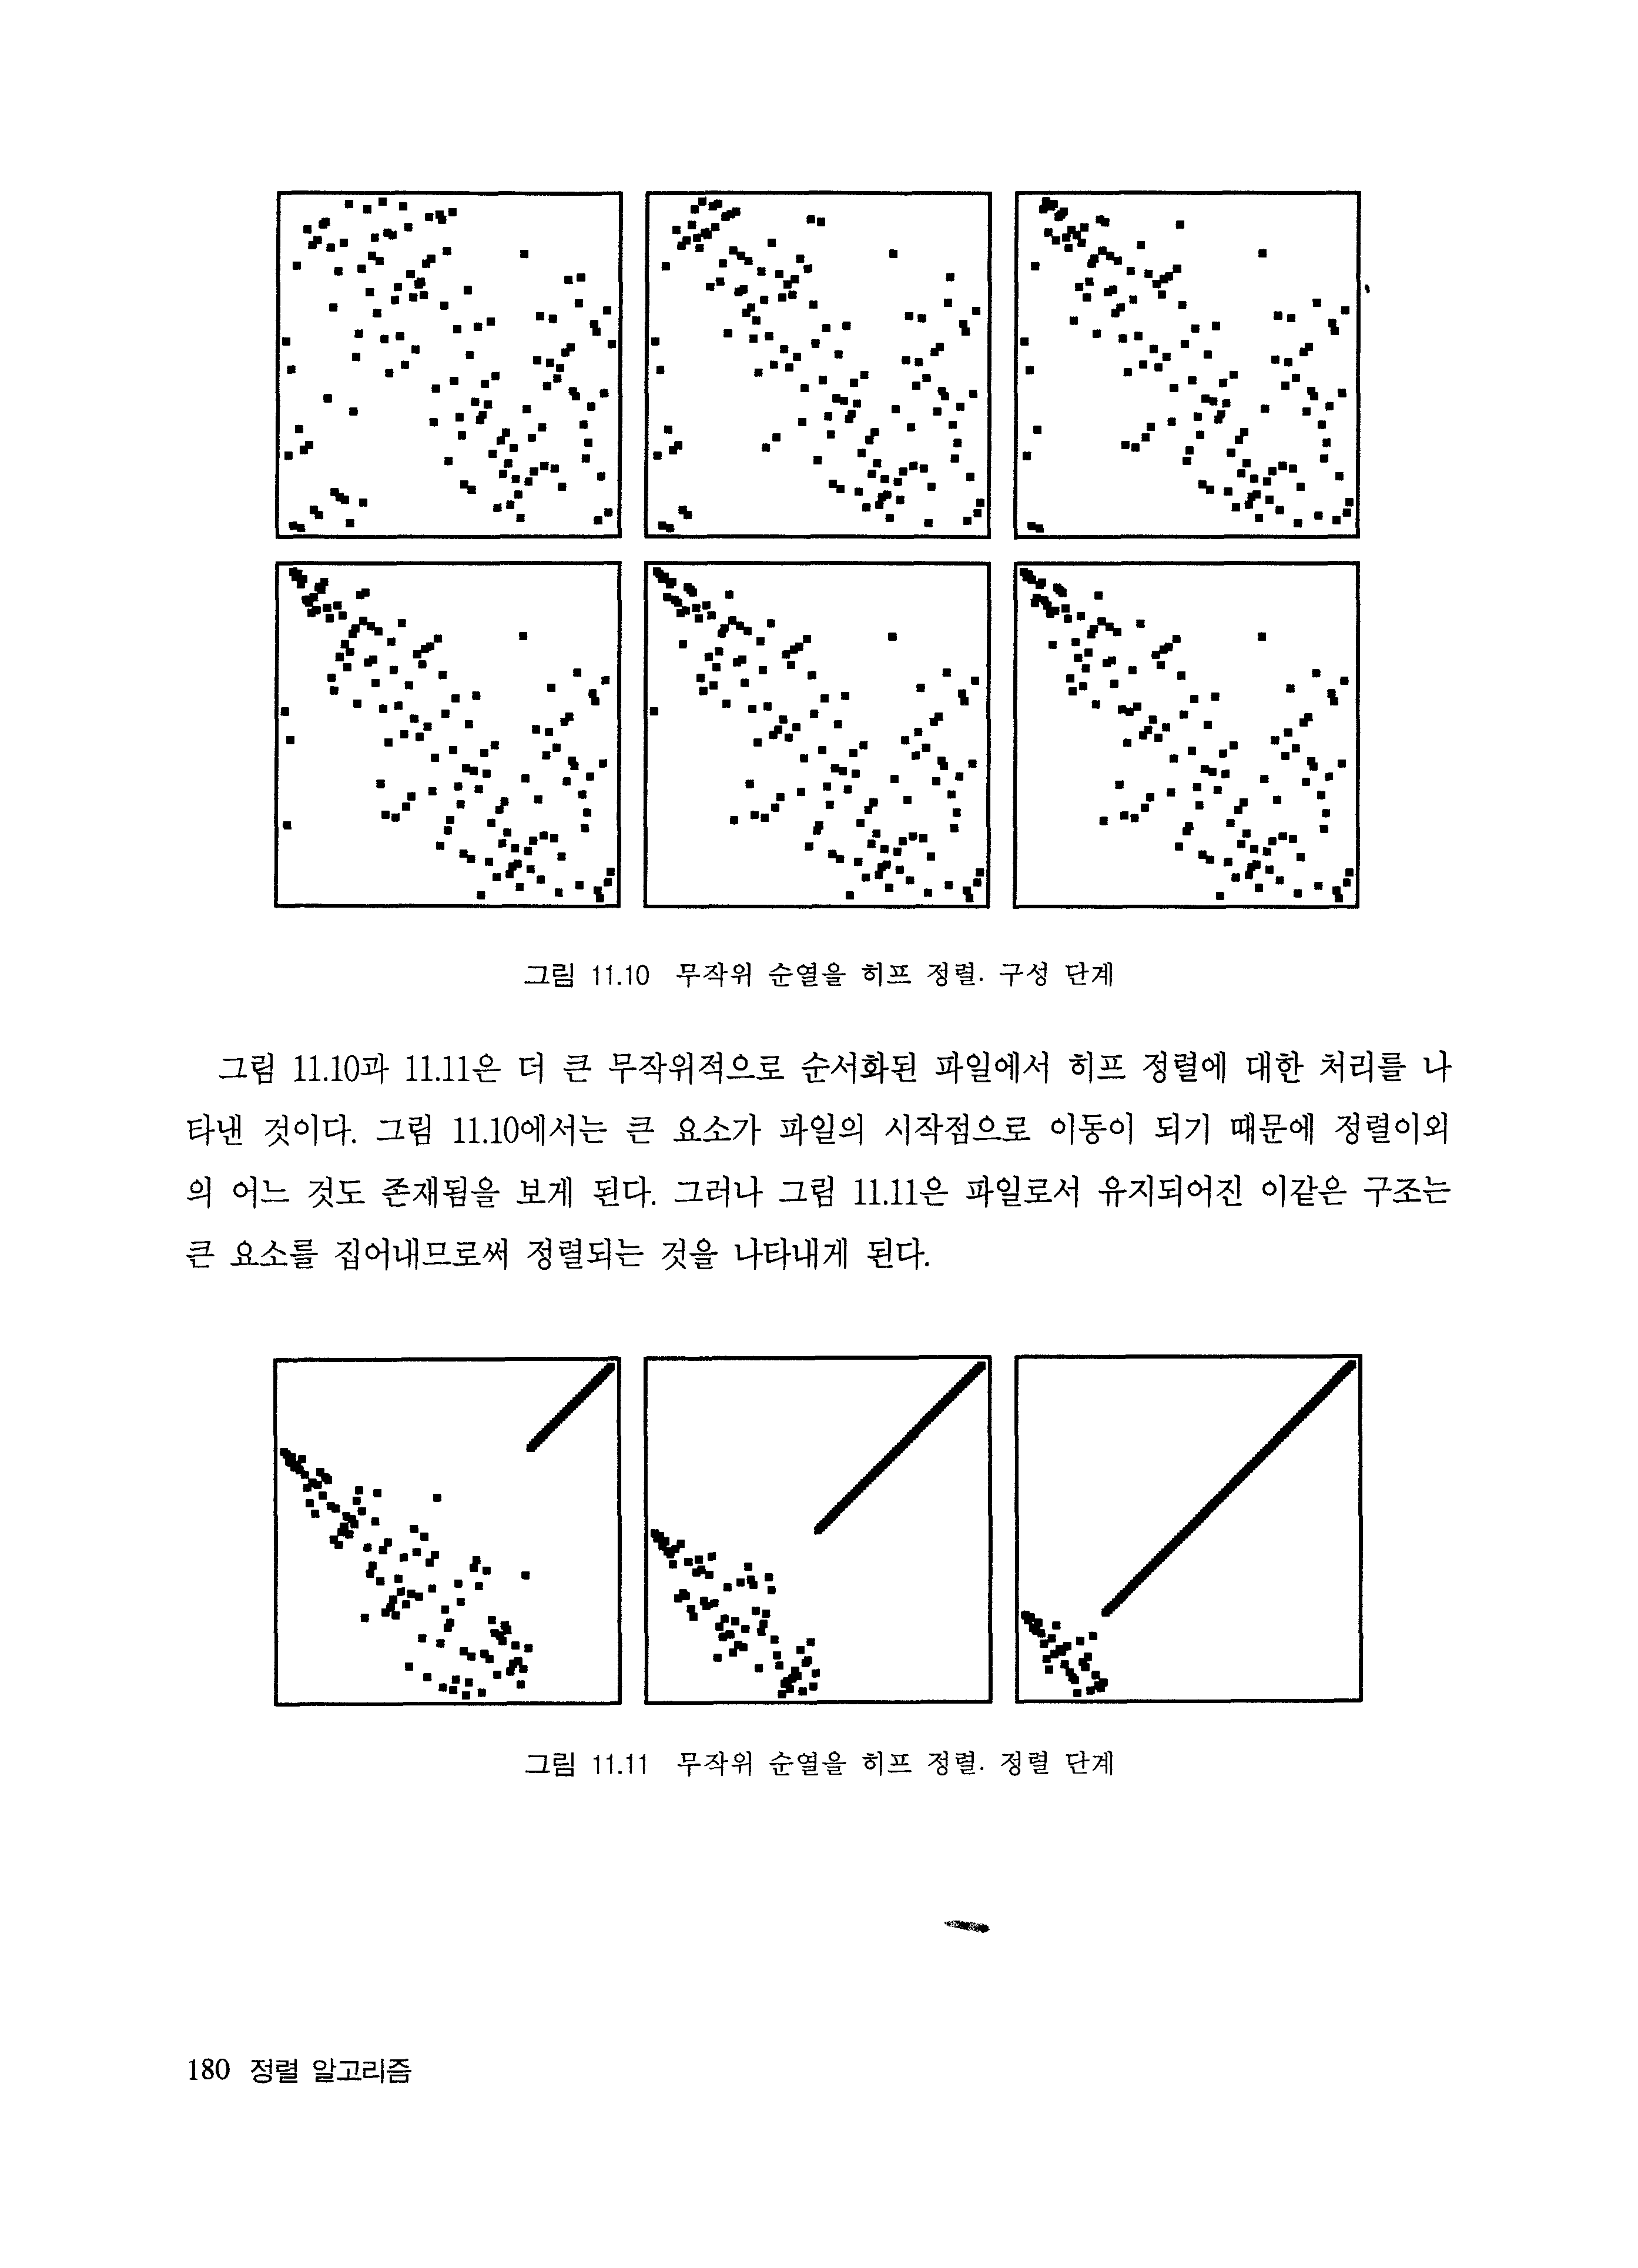 그림 11.10 무작위 순열을 히프 정렬. 구성 단계
그림 11.10과 11.11은 더 큰 무작위적으로 순서화된 파일에서 히프 정렬에 대한 처리를 나
타낸 것이다. 그림 11.10에서는 큰 요소가 파일의 시작점으로 이동이 되기 때문에 정렬이외
의 어느 것도 존재됨을 보게 된다. 그러나 그림 11.11은 파일로서 유지되어진 이같은 구조는
큰 요소를 집어내므로써 정렬되는 것을 나타내게 된다.
그림 11.11 무작위 순열을 히프 정렬. 정렬 단계
180 정렬 알고리즘